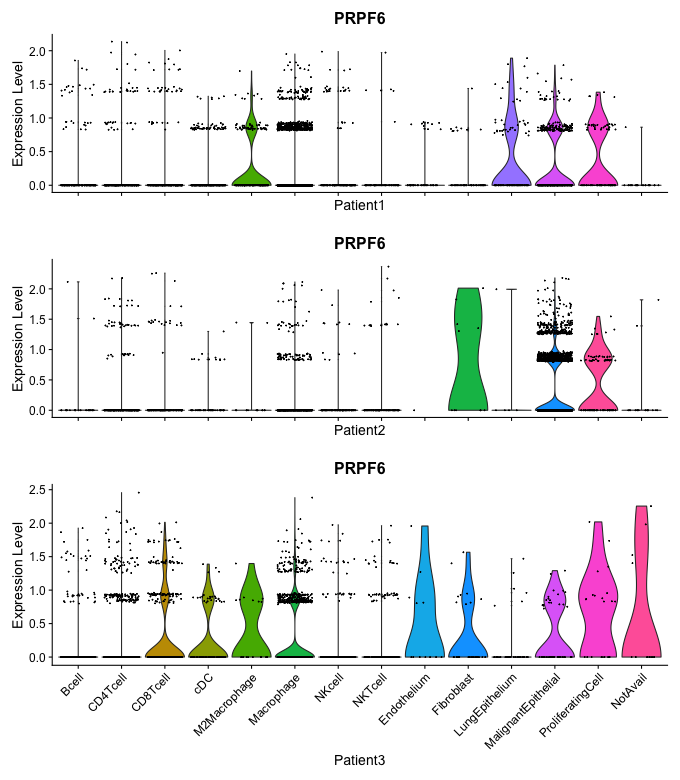 PRPF6
Expression Level
2.0
1.5
1.0
0.5
0.0
Patient1
PRPF6
Expression Level
2.0
1.5
1.0
0.5
0.0
Patient2
PRPF6
Expression Level
2.5
2.0
1.5
1.0
0.5
0.0
Bcell
CD4Tcell
CD8Tcell
cDC
M2Macrophage
Macrophage
NKcell
NKTcell
Endothelium
Fibroblast
LungEpithelium
MalignantEpithelial
ProliferatingCell
NotAvail
Patient3